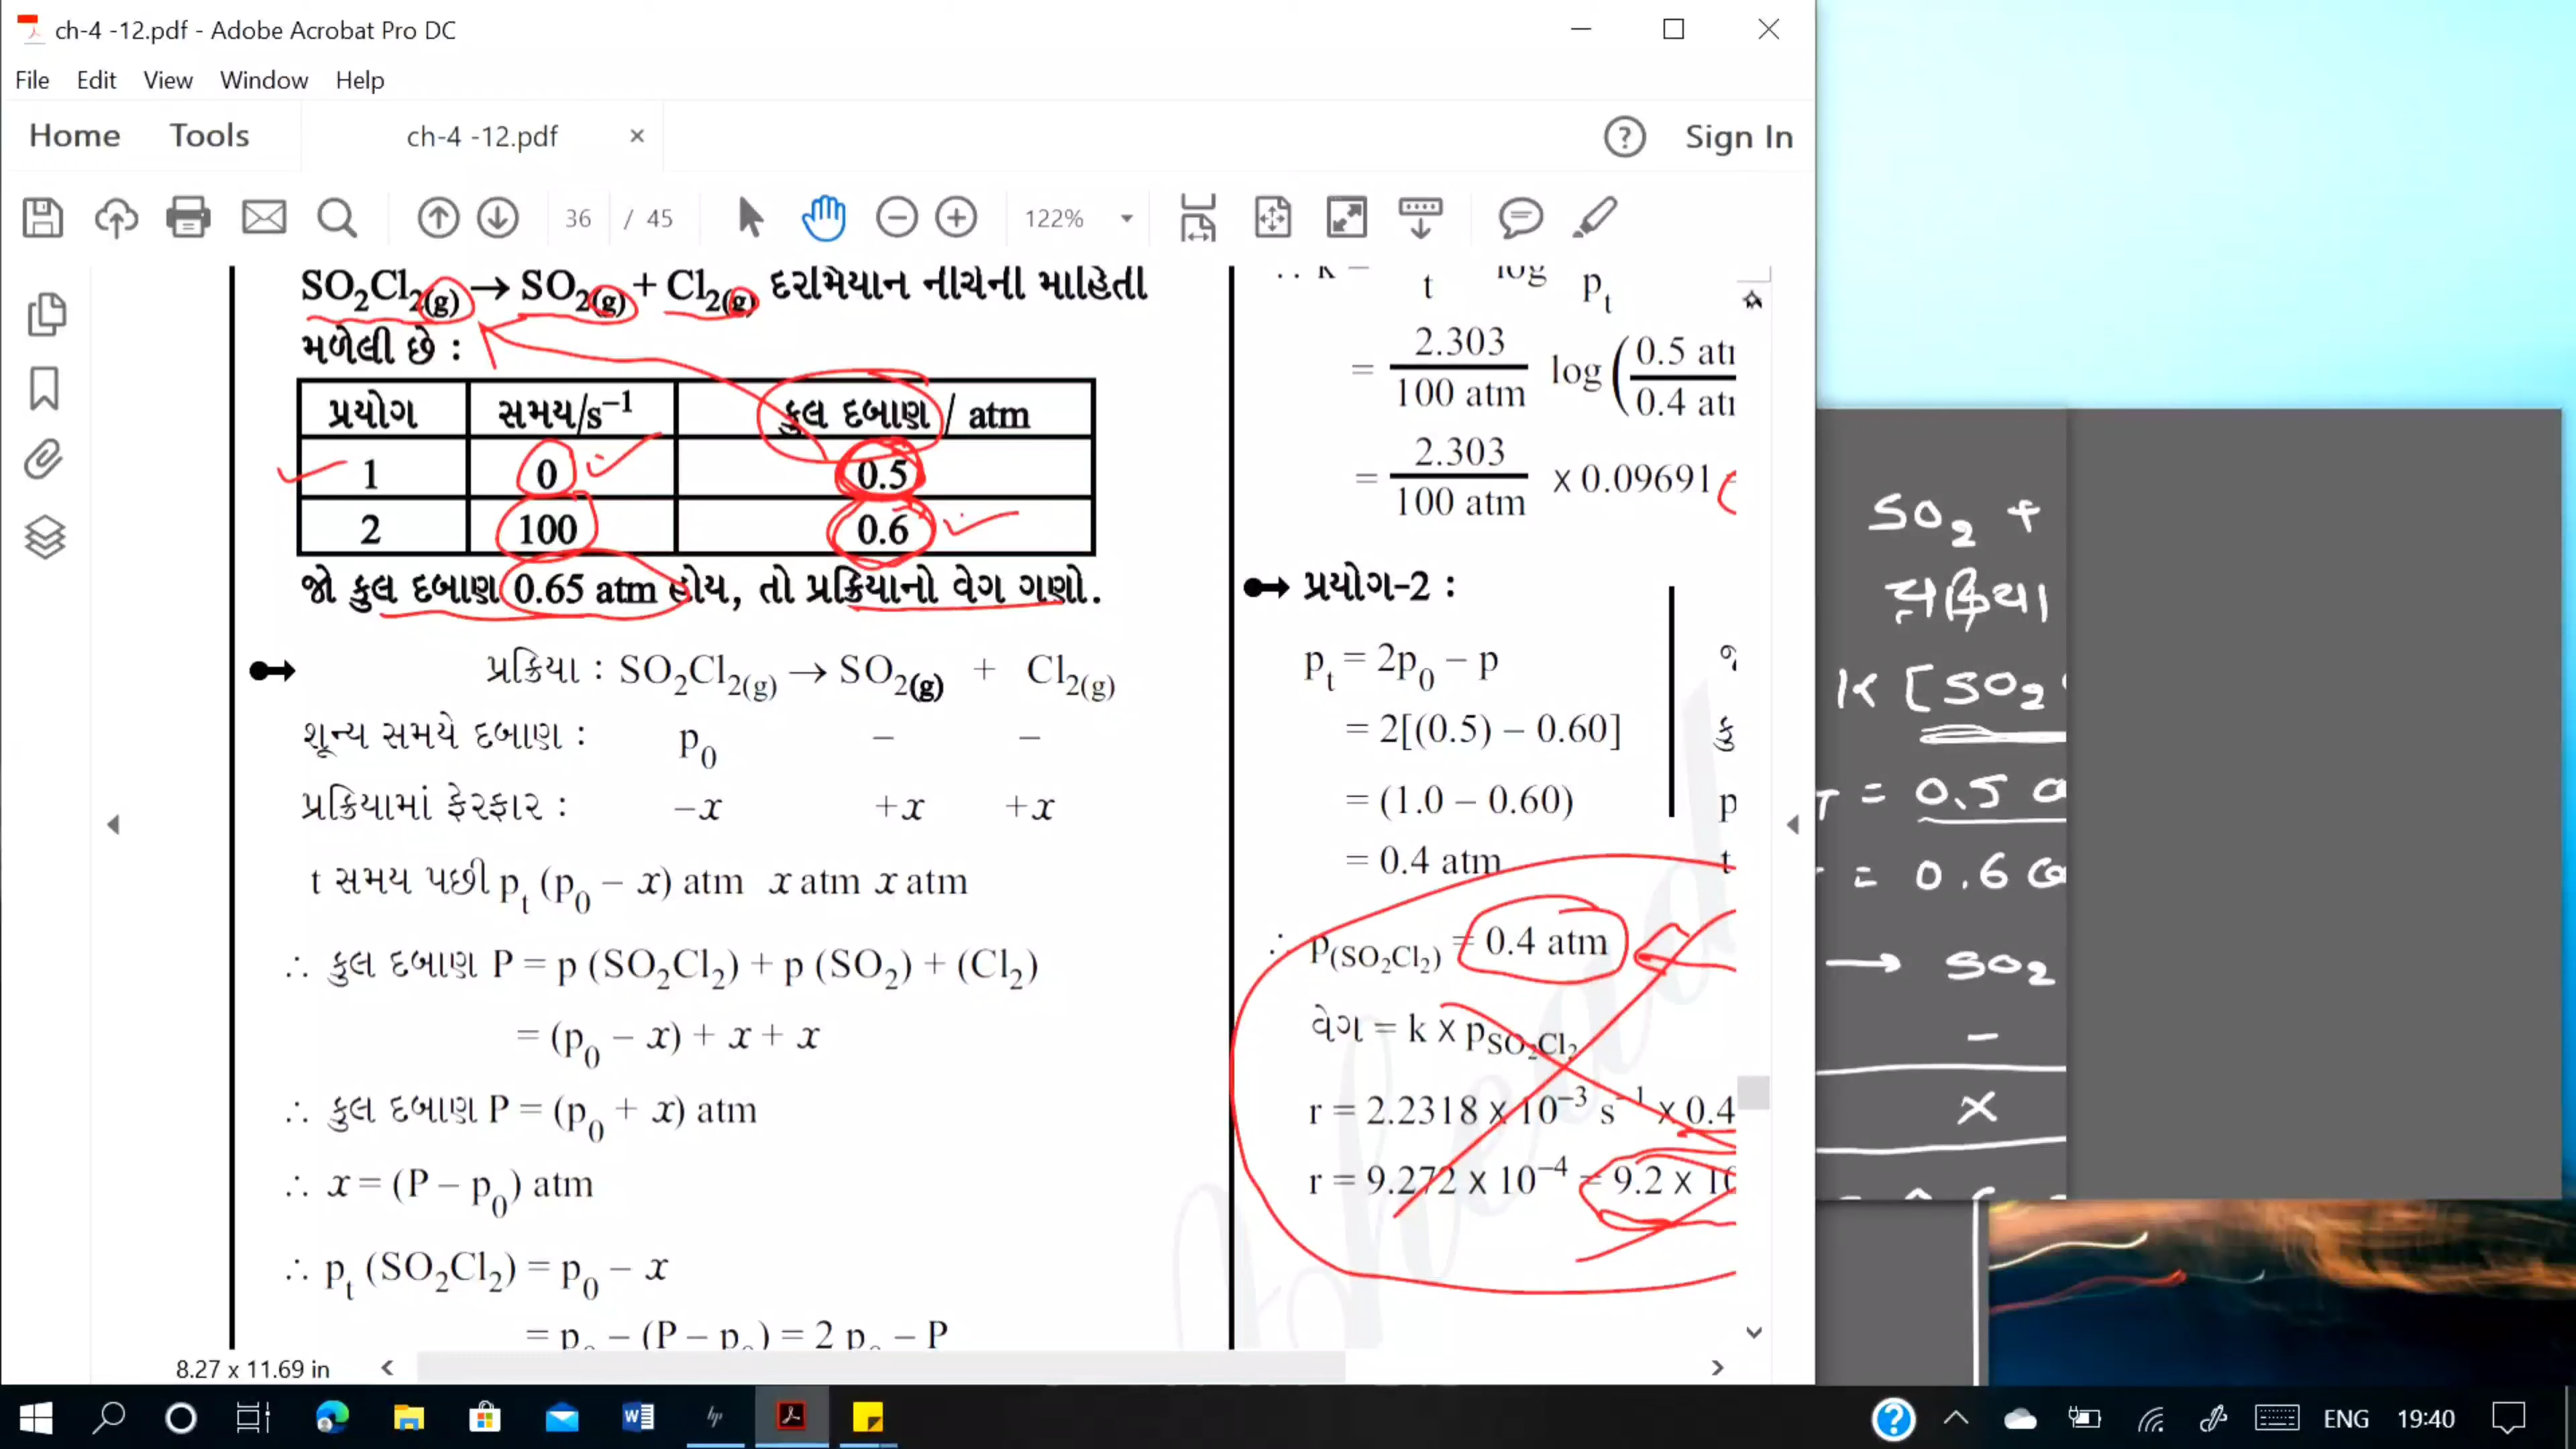 ch-4 -12.pdf - Adobe Acrobat Pro DC
File Edit View Window Help
Home Tools ch-4 -12.pdf × Sign In
36 / 45 122%
SO₂Cl₂(g) → SO₂(g) + Cl₂(g) દરમિયાન નીચેની માહિતી
મળેલી છે :
પ્રયોગ સમય/s⁻¹ કુલ દબાણ / atm
1 0 0.5
2 100 0.6
જો કુલ દબાણ 0.65 atm હોય, તો પ્રક્રિયાનો વેગ ગણો.
પ્રક્રિયા : SO₂Cl₂(g) → SO₂(g) + Cl₂(g)
શૂન્ય સમયે દબાણ : p₀ – –
પ્રક્રિયામાં ફેરફાર : –x +x +x
t સમય પછી pₜ (p₀ – x) atm x atm x atm
∴ કુલ દબાણ P = p (SO₂Cl₂) + p (SO₂) + (Cl₂)
= (p₀ – x) + x + x
∴ કુલ દબાણ P = (p₀ + x) atm
∴ x = (P – p₀) atm
∴ pₜ (SO₂Cl₂) = p₀ – x
= p₀ – (P – p₀) = 2 p₀ – P
t log pₜ
= 2.303 / 100 atm log (0.5 / 0.4
= 2.303 / 100 atm × 0.09691
પ્રયોગ-2 :
pₜ = 2p₀ – p
= 2[(0.5) – 0.60]
= (1.0 – 0.60)
= 0.4 atm
∴ p(SO₂Cl₂) = 0.4 atm
વેગ = k × pSO₂Cl₂
r = 2.2318 × 10⁻³ s⁻¹ × 0.4
r = 9.272 × 10⁻⁴ = 9.2 × 10
8.27 x 11.69 in
SO₂ +
પ્રક્રિયા
K [SO₂
= 0.5
= 0.6
→ SO₂
–
x
ENG 19:40